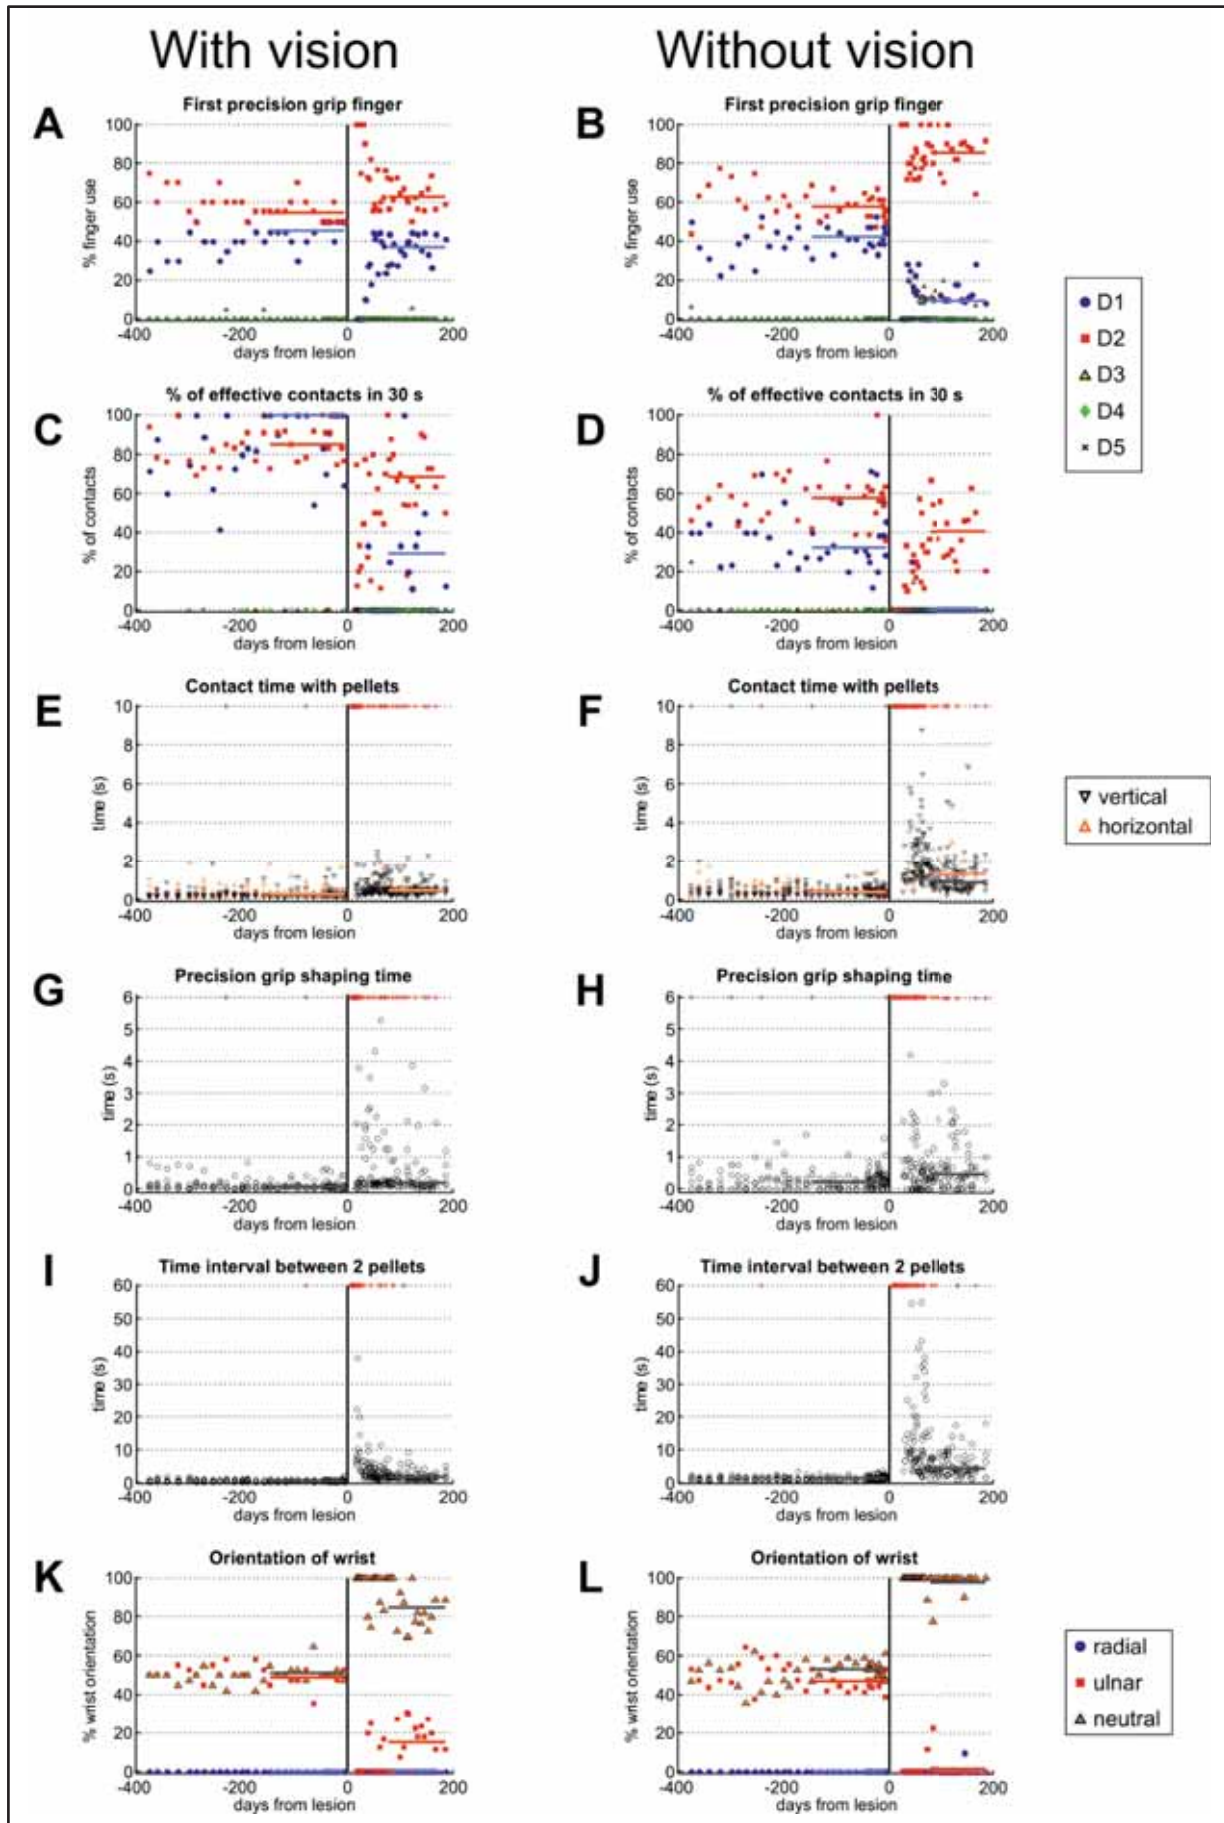 With vision
Without vision
A
First precision grip finger
% finger use
100
80
60
40
20
0
-400
-200
0
200
days from lesion
B
First precision grip finger
% finger use
100
80
60
40
20
0
-400
-200
0
200
days from lesion
D1
D2
D3
D4
D5
C
% of effective contacts in 30 s
% of contacts
100
80
60
40
20
0
-400
-200
0
200
days from lesion
D
% of effective contacts in 30 s
% of contacts
100
80
60
40
20
0
-400
-200
0
200
days from lesion
E
Contact time with pellets
time (s)
10
8
6
4
2
0
-400
-200
0
200
days from lesion
F
Contact time with pellets
time (s)
10
8
6
4
2
0
-400
-200
0
200
days from lesion
vertical
horizontal
G
Precision grip shaping time
time (s)
6
5
4
3
2
1
0
-400
-200
0
200
days from lesion
H
Precision grip shaping time
time (s)
6
5
4
3
2
1
0
-400
-200
0
200
days from lesion
I
Time interval between 2 pellets
time (s)
60
50
40
30
20
10
0
-400
-200
0
200
days from lesion
J
Time interval between 2 pellets
time (s)
60
50
40
30
20
10
0
-400
-200
0
200
days from lesion
K
Orientation of wrist
% wrist orientation
100
80
60
40
20
0
-400
-200
0
200
days from lesion
L
Orientation of wrist
% wrist orientation
100
80
60
40
20
0
-400
-200
0
200
days from lesion
radial
ulnar
neutral